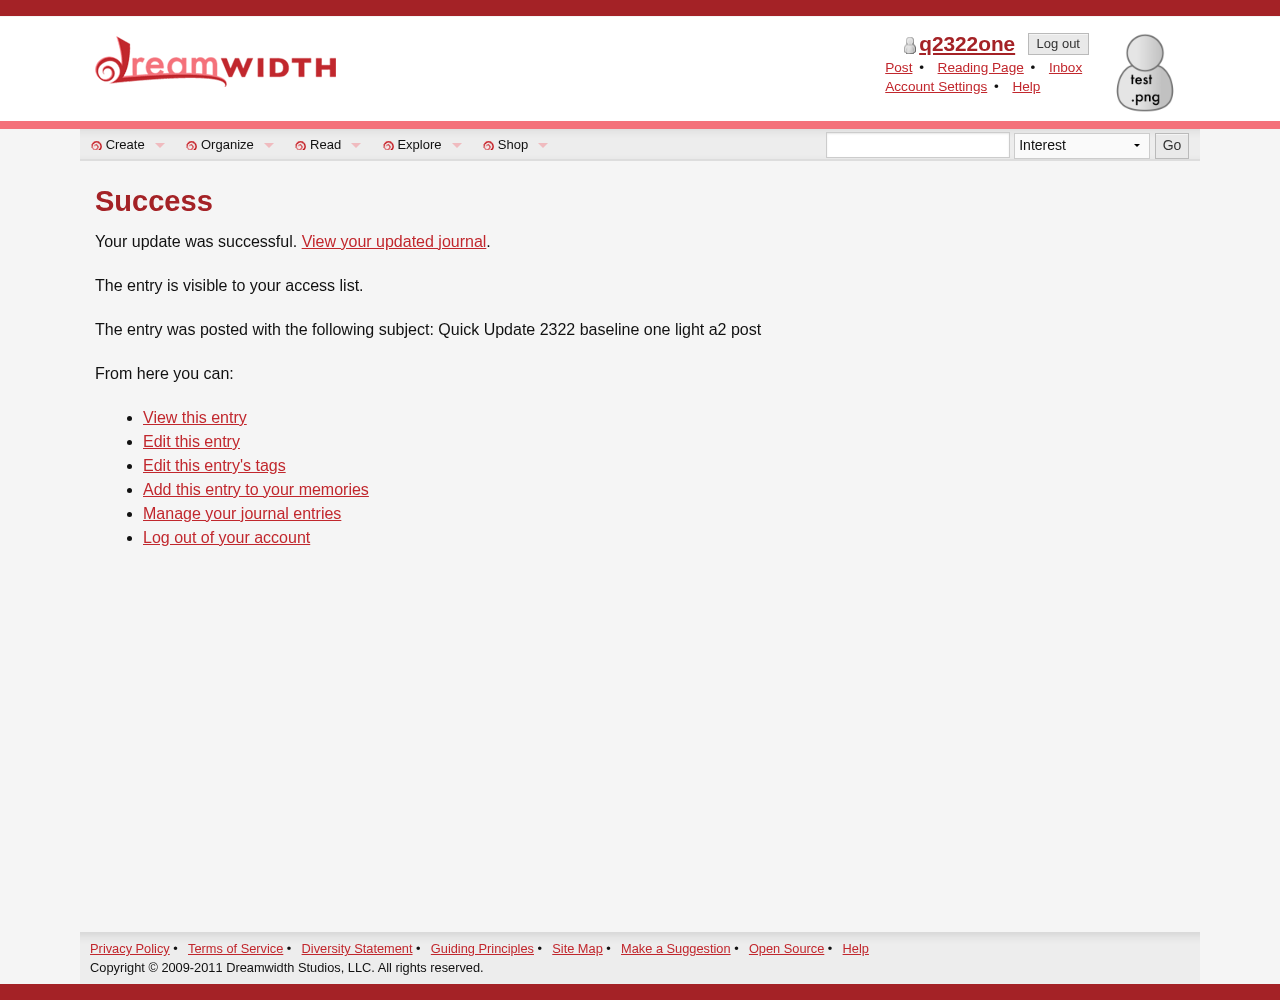 dreamWIDTH
q2322one Log out
Post • Reading Page • Inbox
Account Settings • Help
test
.png
Create Organize Read Explore Shop Interest Go
Success
Your update was successful. View your updated journal.
The entry is visible to your access list.
The entry was posted with the following subject: Quick Update 2322 baseline one light a2 post
From here you can:
• View this entry
• Edit this entry
• Edit this entry's tags
• Add this entry to your memories
• Manage your journal entries
• Log out of your account
Privacy Policy • Terms of Service • Diversity Statement • Guiding Principles • Site Map • Make a Suggestion • Open Source • Help
Copyright © 2009-2011 Dreamwidth Studios, LLC. All rights reserved.